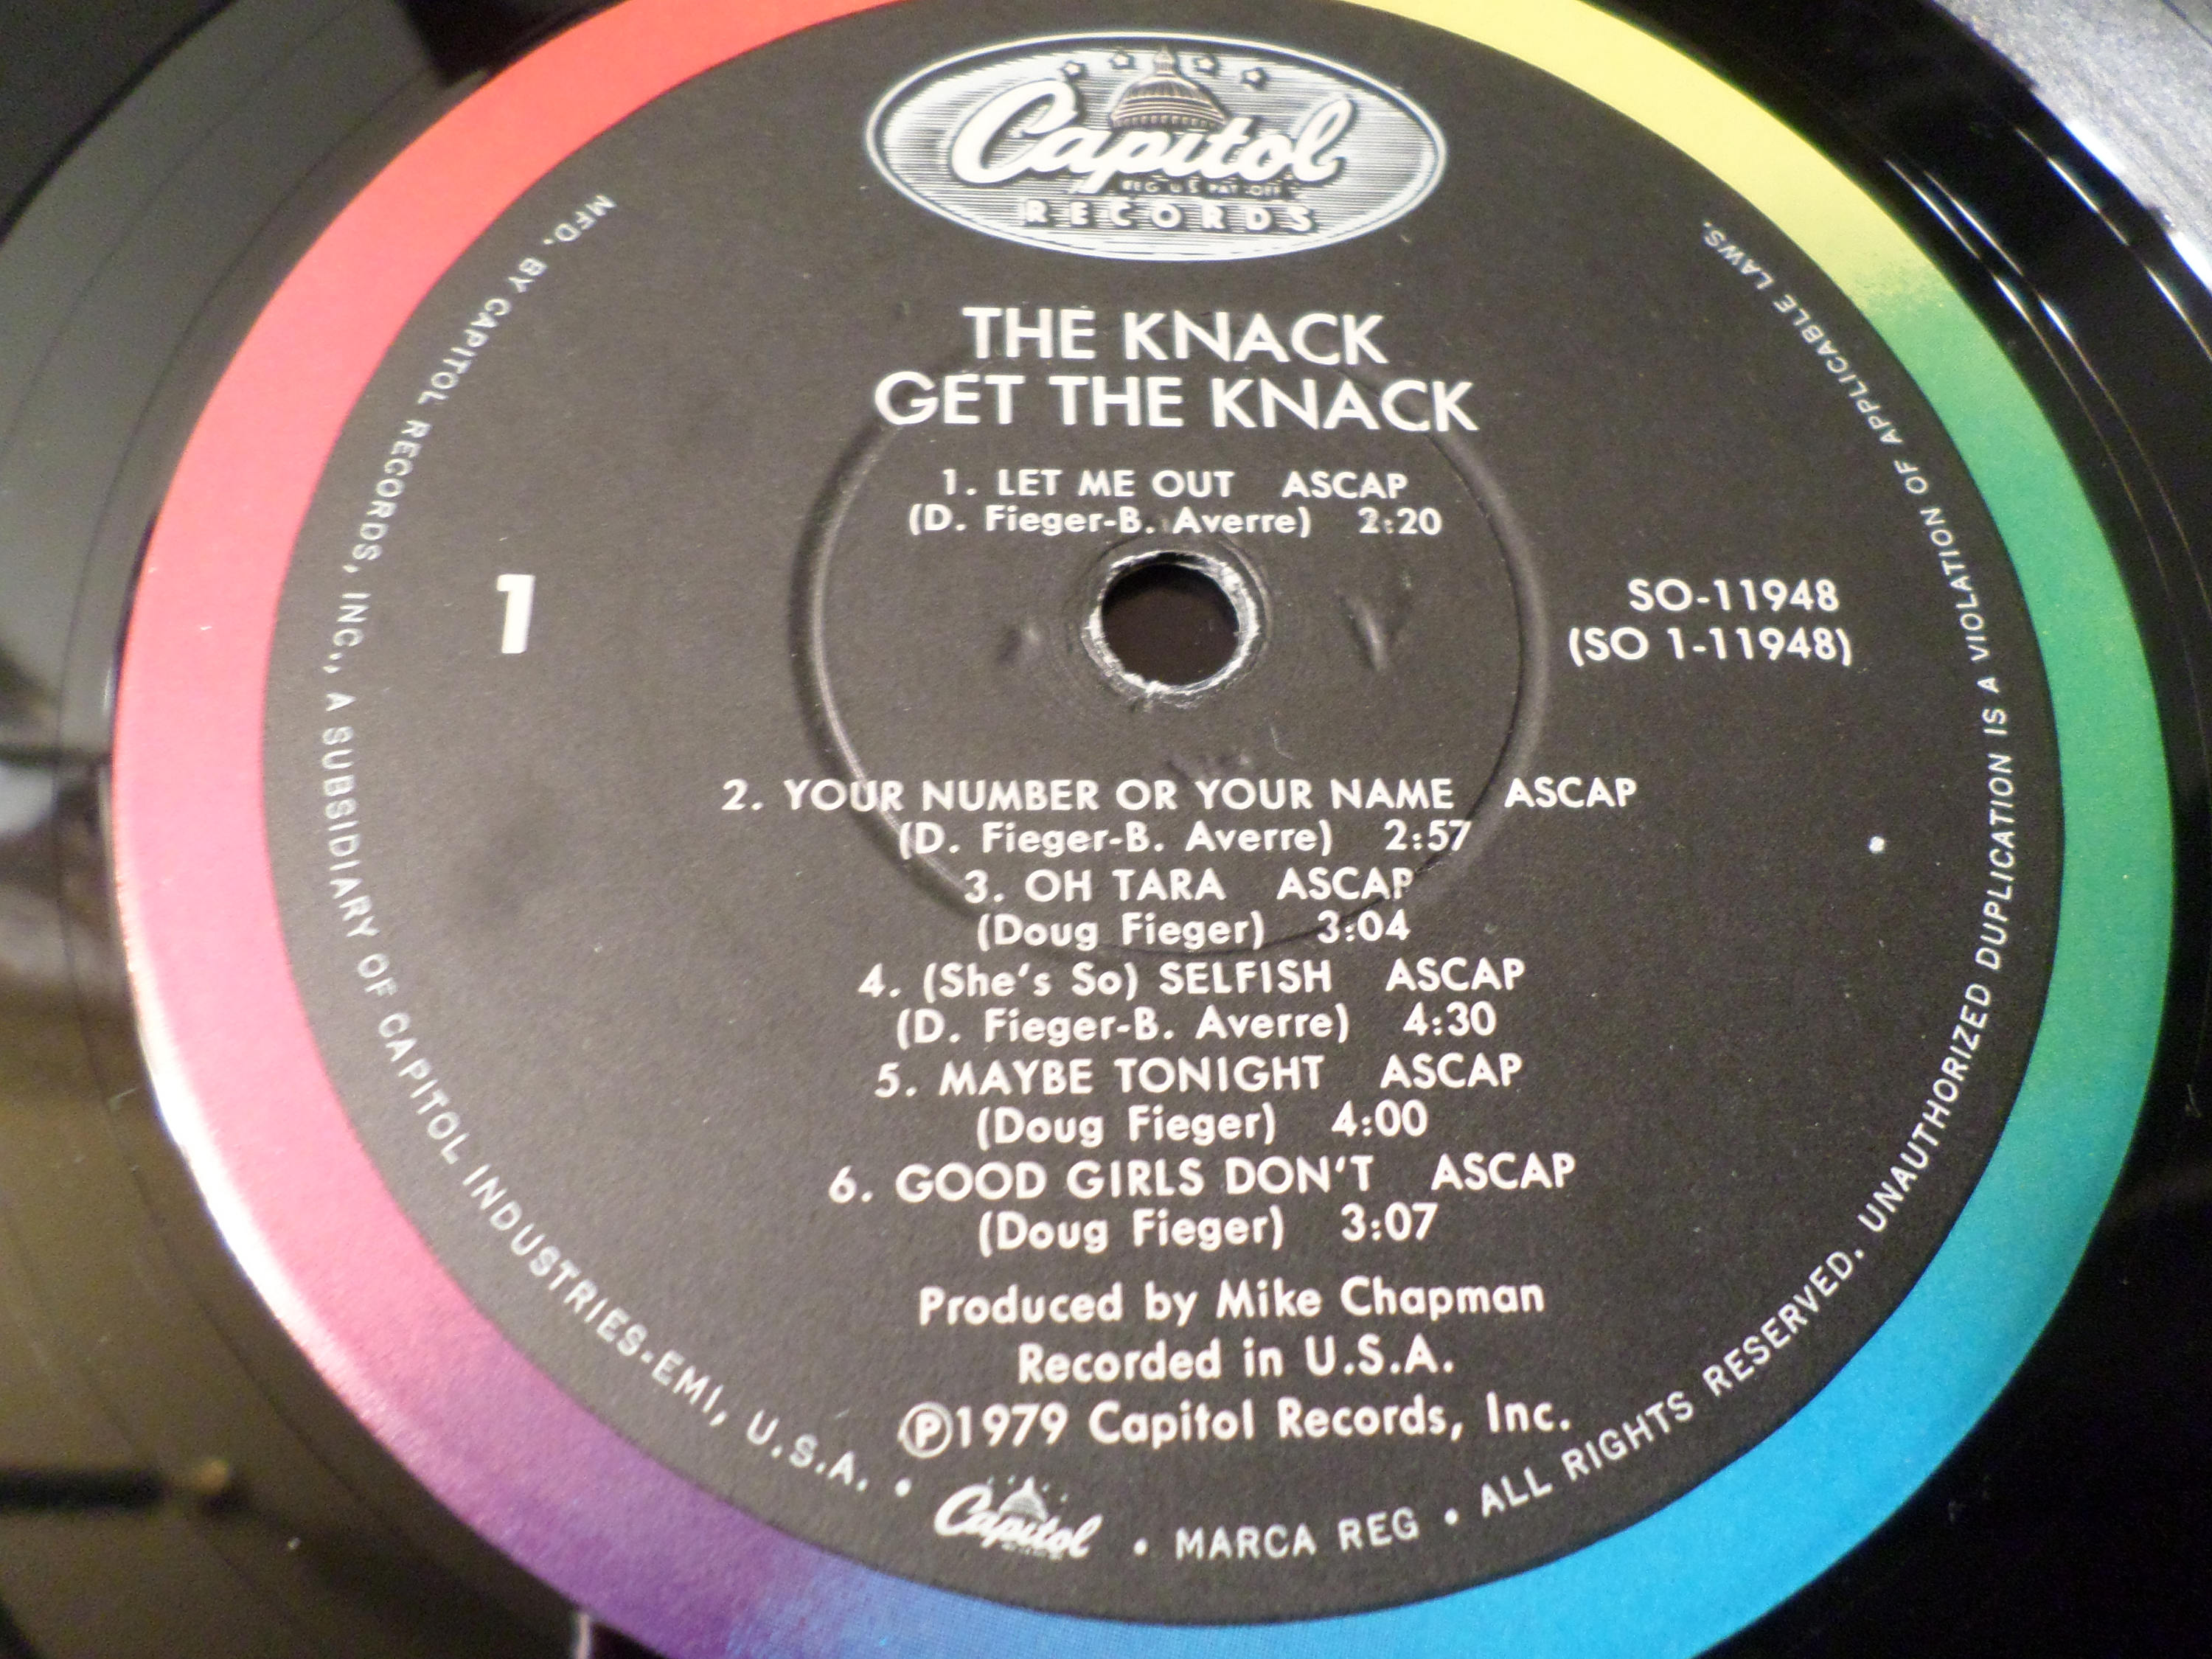 Capitol
REG. U.S. PAT. OFF.
RECORDS
THE KNACK
GET THE KNACK
1. LET ME OUT ASCAP
(D. Fieger-B. Averre) 2:20
1
SO-11948
(SO 1-11948)
2. YOUR NUMBER OR YOUR NAME ASCAP
(D. Fieger-B. Averre) 2:57
3. OH TARA ASCAP
(Doug Fieger) 3:04
4. (She's So) SELFISH ASCAP
(D. Fieger-B. Averre) 4:30
5. MAYBE TONIGHT ASCAP
(Doug Fieger) 4:00
6. GOOD GIRLS DON'T ASCAP
(Doug Fieger) 3:07
Produced by Mike Chapman
Recorded in U.S.A.
Ⓟ1979 Capitol Records, Inc.
MFD. BY CAPITOL RECORDS, INC., A SUBSIDIARY OF CAPITOL INDUSTRIES-EMI, U.S.A. • Capitol • MARCA REG • ALL RIGHTS RESERVED. UNAUTHORIZED DUPLICATION IS A VIOLATION OF APPLICABLE LAWS.